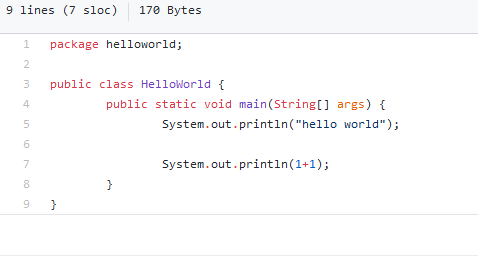 9 lines (7 sloc) 170 Bytes
1 package helloworld;
2
3 public class HelloWorld {
4 public static void main(String[] args) {
5 System.out.println("hello world");
6
7 System.out.println(1+1);
8 }
9 }